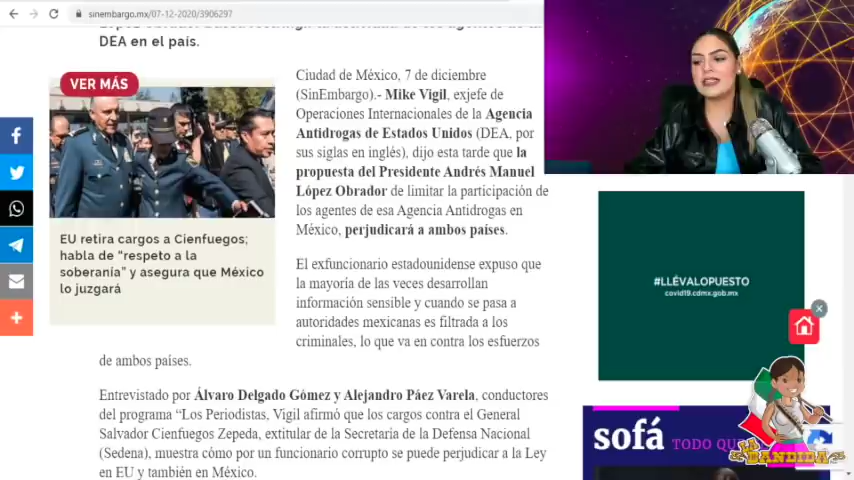 sinembargo.mx/07-12-2020/3906297
DEA en el país.
VER MÁS
EU retira cargos a Cienfuegos;
habla de "respeto a la
soberanía" y asegura que México
lo juzgará
Ciudad de México, 7 de diciembre
(SinEmbargo).- Mike Vigil, exjefe de
Operaciones Internacionales de la Agencia
Antidrogas de Estados Unidos (DEA, por
sus siglas en inglés), dijo esta tarde que la
propuesta del Presidente Andrés Manuel
López Obrador de limitar la participación de
los agentes de esa Agencia Antidrogas en
México, perjudicará a ambos países.
El exfuncionario estadounidense expuso que
la mayoría de las veces desarrollan
información sensible y cuando se pasa a
autoridades mexicanas es filtrada a los
criminales, lo que va en contra los esfuerzos
de ambos países.
Entrevistado por Álvaro Delgado Gómez y Alejandro Páez Varela, conductores
del programa "Los Periodistas, Vigil afirmó que los cargos contra el General
Salvador Cienfuegos Zepeda, extitular de la Secretaría de la Defensa Nacional
(Sedena), muestra cómo por un funcionario corrupto se puede perjudicar a la Ley
en EU y también en México.
#LLÉVALOPUESTO
covid19.cdmx.gob.mx
sofá
LA
BANDIDA